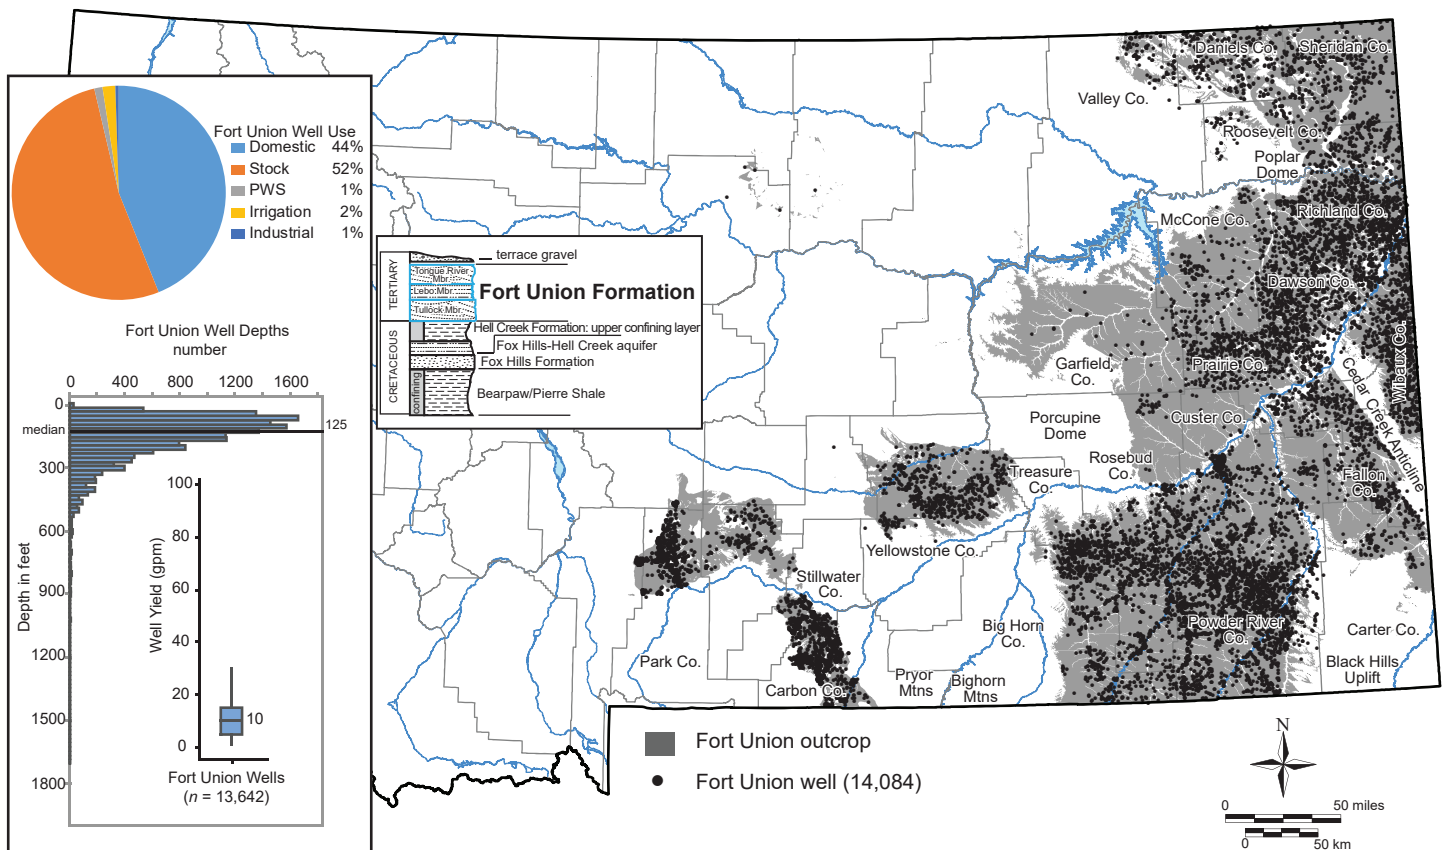 Fort Union Well Use
Domestic 44%
Stock 52%
PWS 1%
Irrigation 2%
Industrial 1%
Fort Union Well Depths
number
0 400 800 1200 1600
0
median
125
300
600
900
1200
1500
1800
Depth in feet
100
80
60
40
20
0
Well Yield (gpm)
10
Fort Union Wells
(n = 13,642)
TERTIARY
CRETACEOUS
confining
terrace gravel
Tongue River
Mbr.
Lebo Mbr.
Tullock Mbr.
Fort Union Formation
Hell Creek Formation: upper confining layer
Fox Hills-Hell Creek aquifer
Fox Hills Formation
Bearpaw/Pierre Shale
Daniels Co.
Sheridan Co.
Valley Co.
Roosevelt Co.
Poplar
Dome
McCone Co.
Richland Co.
Dawson Co.
Garfield
Co.
Prairie Co.
Wibaux Co.
Cedar Creek Anticline
Porcupine
Dome
Custer Co.
Rosebud
Co.
Treasure
Co.
Fallon
Co.
Yellowstone Co.
Stillwater
Co.
Big Horn
Co.
Powder River
Co.
Carter Co.
Park Co.
Carbon Co.
Pryor
Mtns
Bighorn
Mtns
Black Hills
Uplift
Fort Union outcrop
Fort Union well (14,084)
N
0 50 miles
0 50 km